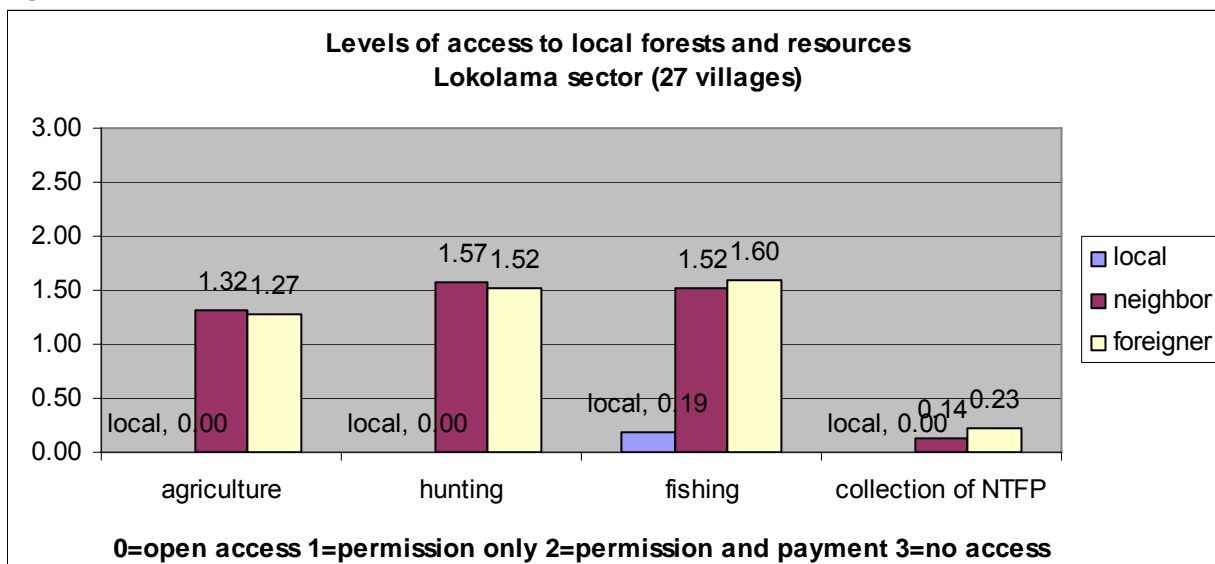 Levels of access to local forests and resources
Lokolama sector (27 villages)
3.00
2.50
2.00
1.50
1.00
0.50
0.00
local, 0.00
1.32
1.27
local, 0.00
1.57
1.52
local, 0.19
1.52
1.60
local, 0.00
0.14
0.23
agriculture
hunting
fishing
collection of NTFP
local
neighbor
foreigner
0=open access 1=permission only 2=permission and payment 3=no access